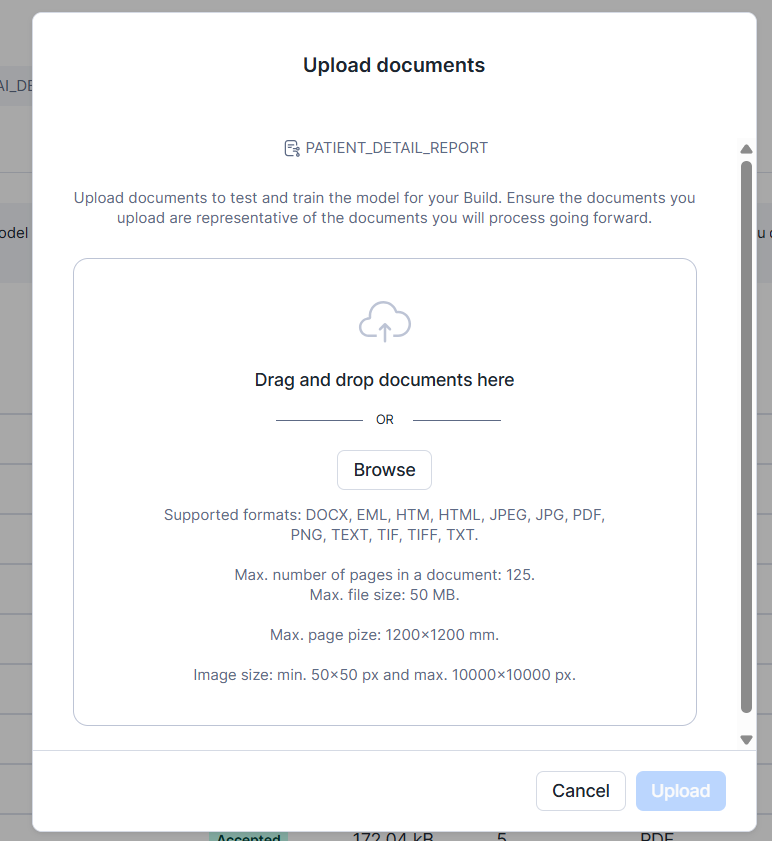 Upload documents
AI_DE
PATIENT_DETAIL_REPORT
Upload documents to test and train the model for your Build. Ensure the documents you
upload are representative of the documents you will process going forward.
odel
u
Drag and drop documents here
OR
Browse
Supported formats: DOCX, EML, HTM, HTML, JPEG, JPG, PDF,
PNG, TEXT, TIF, TIFF, TXT.
Max. number of pages in a document: 125.
Max. file size: 50 MB.
Max. page pize: 1200×1200 mm.
Image size: min. 50×50 px and max. 10000×10000 px.
Cancel Upload
Accepted 172.04 kB 5 PDF